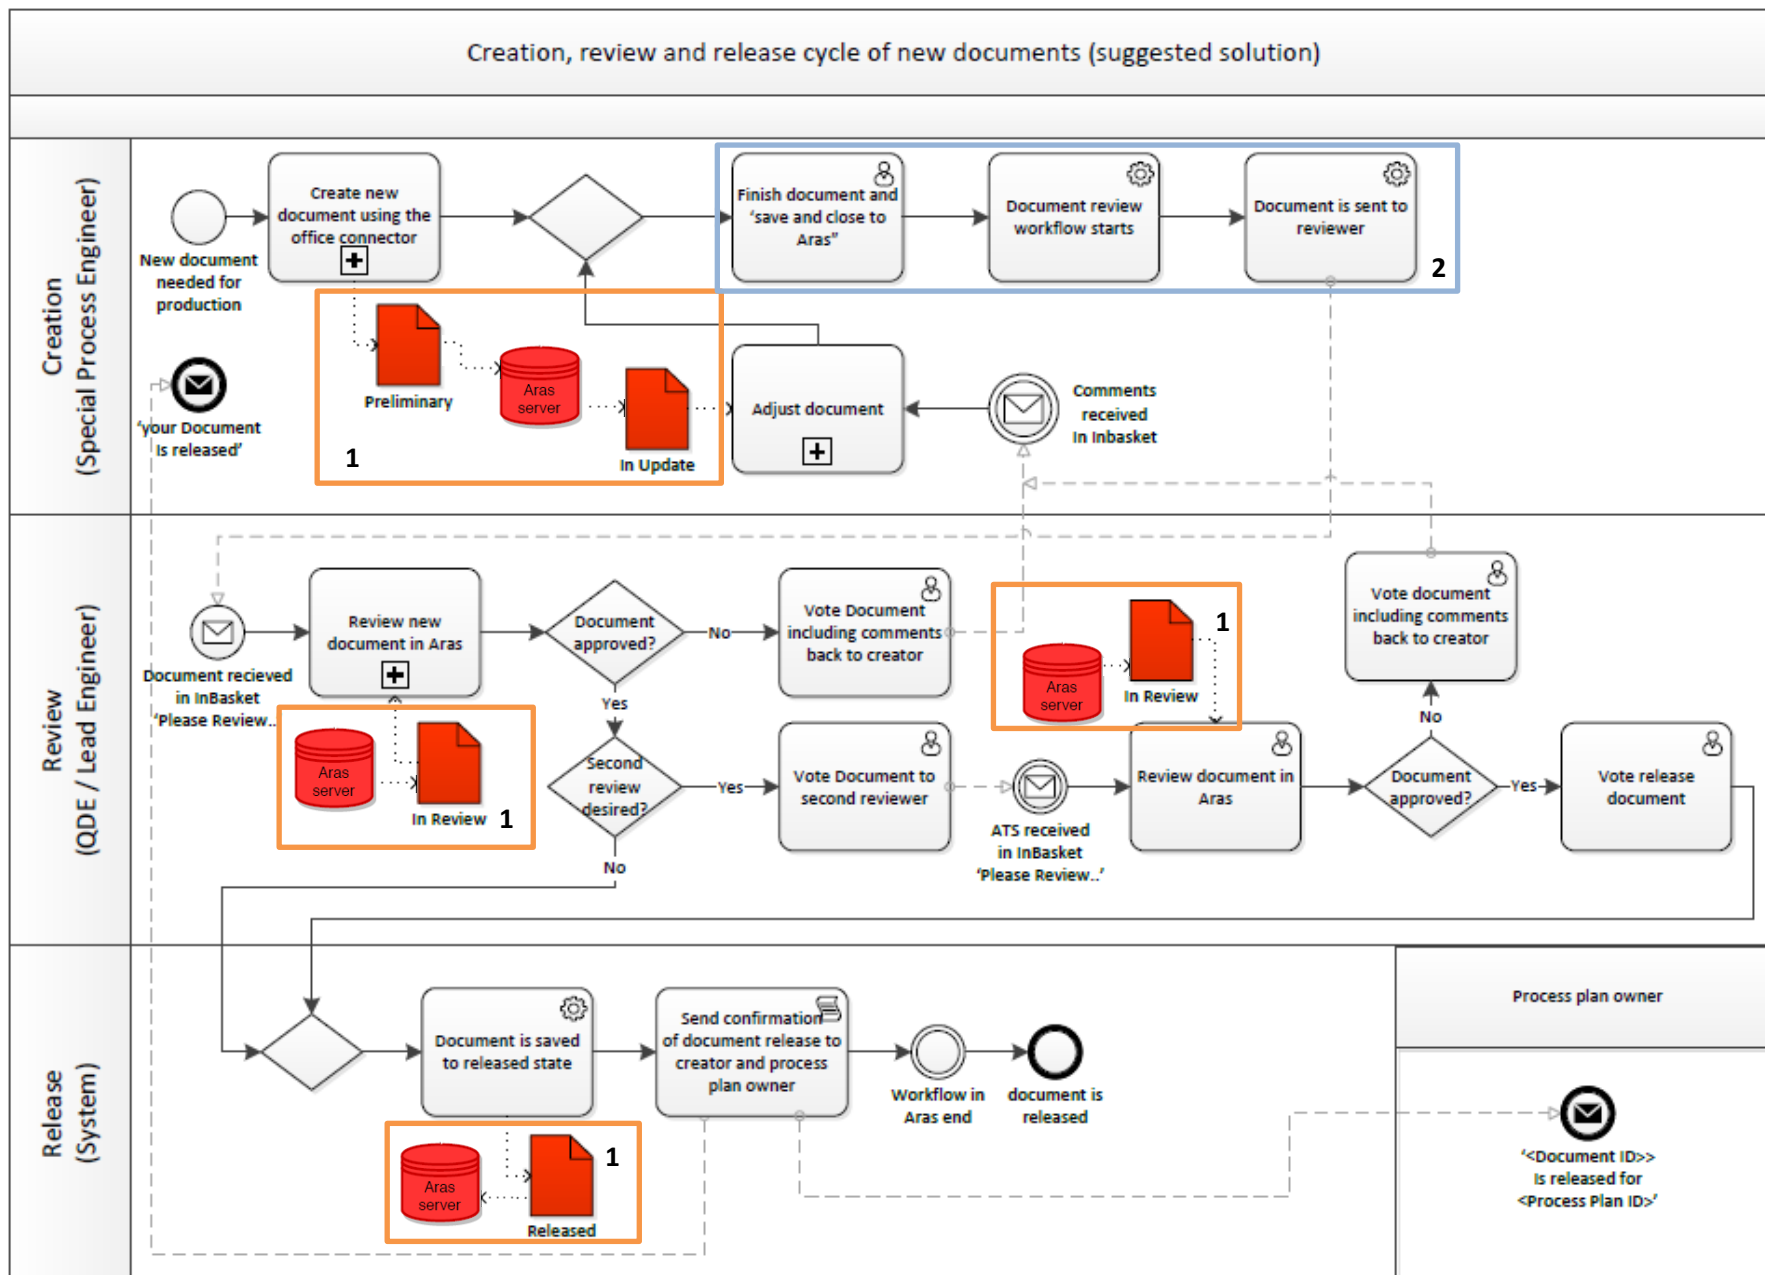 Creation, review and release cycle of new documents (suggested solution)
Creation
(Special Process Engineer)
New document
needed for
production
Create new
document using the
office connector
Finish document and
‘save and close to
Aras”
Document review
workflow starts
Document is sent to
reviewer
2
‘your Document
Is released’
Preliminary
Aras
server
In Update
1
Adjust document
Comments
received
In Inbasket
Review
(QDE / Lead Engineer)
Document recieved
in InBasket
‘Please Review..
Review new
document in Aras
Document
approved?
No
Yes
Vote Document
including comments
back to creator
Aras
server
In Review
1
Vote document
including comments
back to creator
Aras
server
In Review
1
Second
review
desired?
Yes
No
Vote Document to
second reviewer
ATS received
in InBasket
‘Please Review..’
Review document in
Aras
Document
approved?
No
Yes
Vote release
document
Release
(System)
Document is saved
to released state
Send confirmation
of document release to
creator and process
plan owner
Workflow in
Aras end
document is
released
Aras
server
Released
1
Process plan owner
‘<Document ID>>
Is released for
<Process Plan ID>’